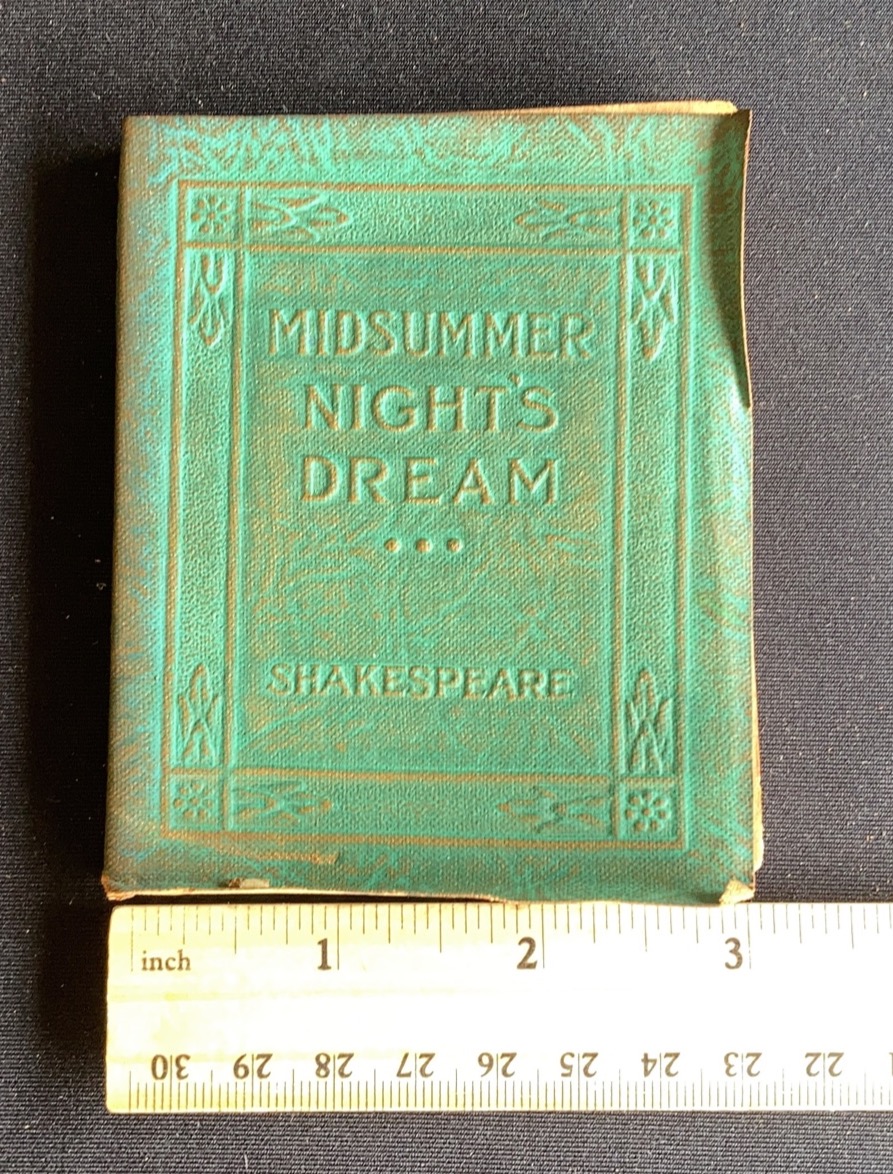 MIDSUMMER
NIGHT'S
DREAM
...
SHAKESPEARE
inch 1 2 3
30 29 28 27 26 25 24 23 22